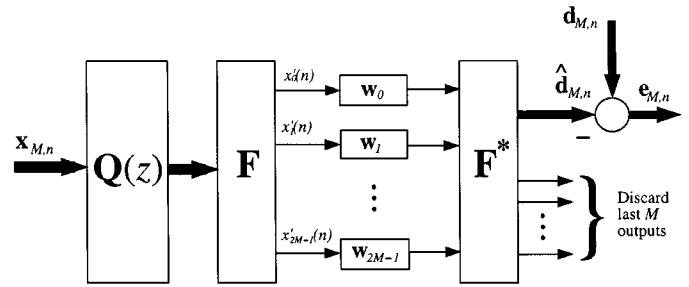 d_{M,n}
x'_0(n)
w_0
d̂_{M,n}
e_{M,n}
x_{M,n}
x'_1(n)
w_1
−
Q(z)
F
F*
Discard
last M
outputs
x'_{2M−1}(n)
w_{2M−1}